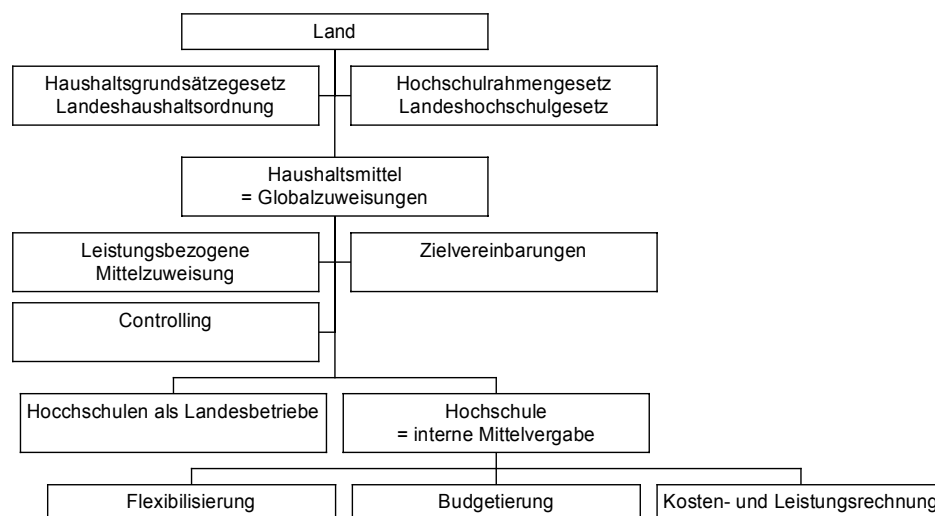 Land
Haushaltsgrundsätzegesetz
Landeshaushaltsordnung
Hochschulrahmengesetz
Landeshochschulgesetz
Haushaltsmittel
= Globalzuweisungen
Leistungsbezogene
Mittelzuweisung
Zielvereinbarungen
Controlling
Hocchschulen als Landesbetriebe
Hochschule
= interne Mittelvergabe
Flexibilisierung
Budgetierung
Kosten- und Leistungsrechnung